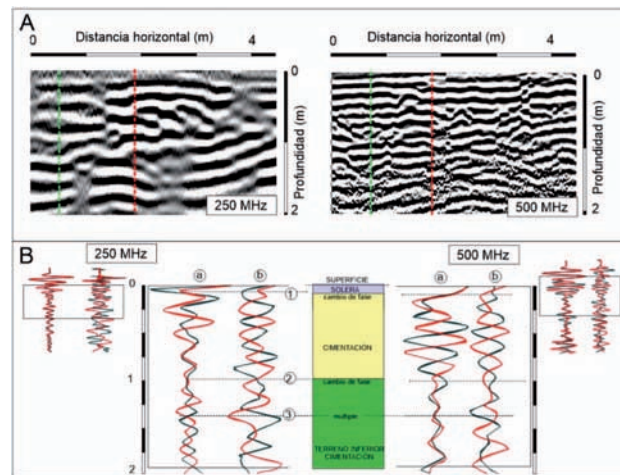 A
Distancia horizontal (m)
0 4
Distancia horizontal (m)
0 4
0
Profundidad (m)
2
250 MHz
0
Profundidad (m)
2
500 MHz
B
250 MHz
500 MHz
a b
SUPERFICIE
a b
0
1
SOLERA
cambio de fase
CIMENTACIÓN
1
2
cambio de fase
3
multiple
TERRENO INFERIOR
CIMENTACIÓN
2